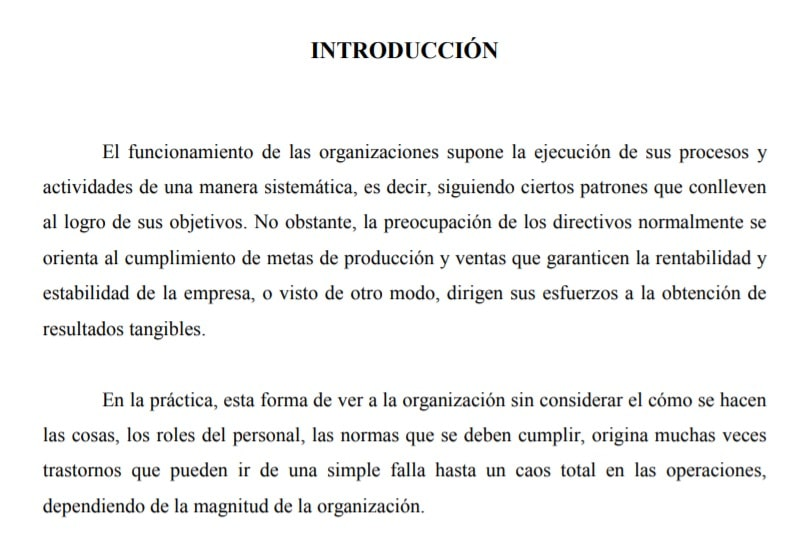 INTRODUCCIÓN
El funcionamiento de las organizaciones supone la ejecución de sus procesos y
actividades de una manera sistemática, es decir, siguiendo ciertos patrones que conlleven
al logro de sus objetivos. No obstante, la preocupación de los directivos normalmente se
orienta al cumplimiento de metas de producción y ventas que garanticen la rentabilidad y
estabilidad de la empresa, o visto de otro modo, dirigen sus esfuerzos a la obtención de
resultados tangibles.
En la práctica, esta forma de ver a la organización sin considerar el cómo se hacen
las cosas, los roles del personal, las normas que se deben cumplir, origina muchas veces
trastornos que pueden ir de una simple falla hasta un caos total en las operaciones,
dependiendo de la magnitud de la organización.